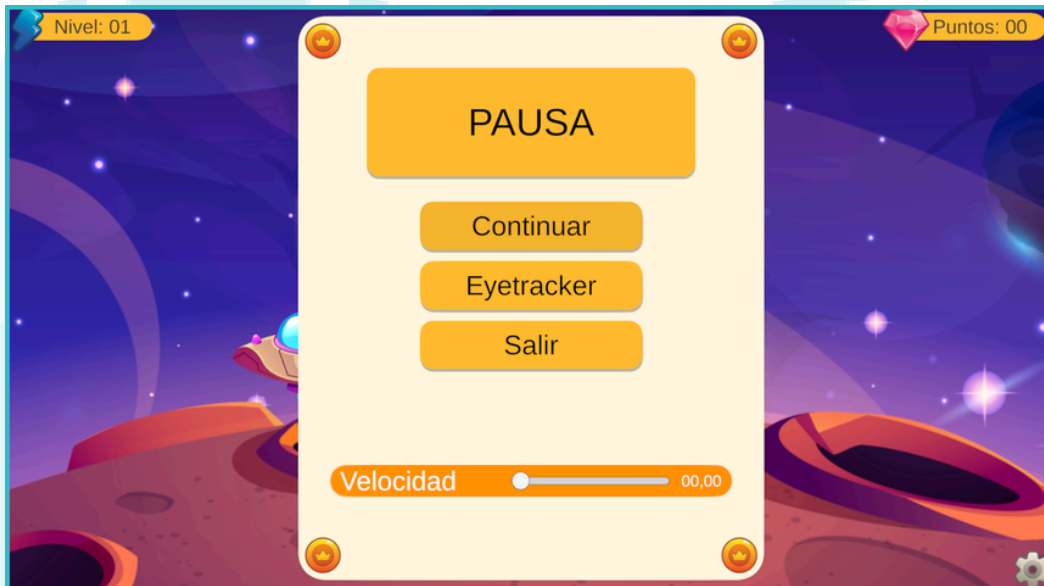 Nivel: 01
Puntos: 00
PAUSA
Continuar
Eyetracker
Salir
Velocidad 00,00